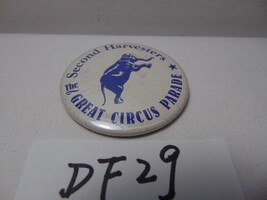 Second Harvesters
The GREAT CIRCUS PARADE
DF29